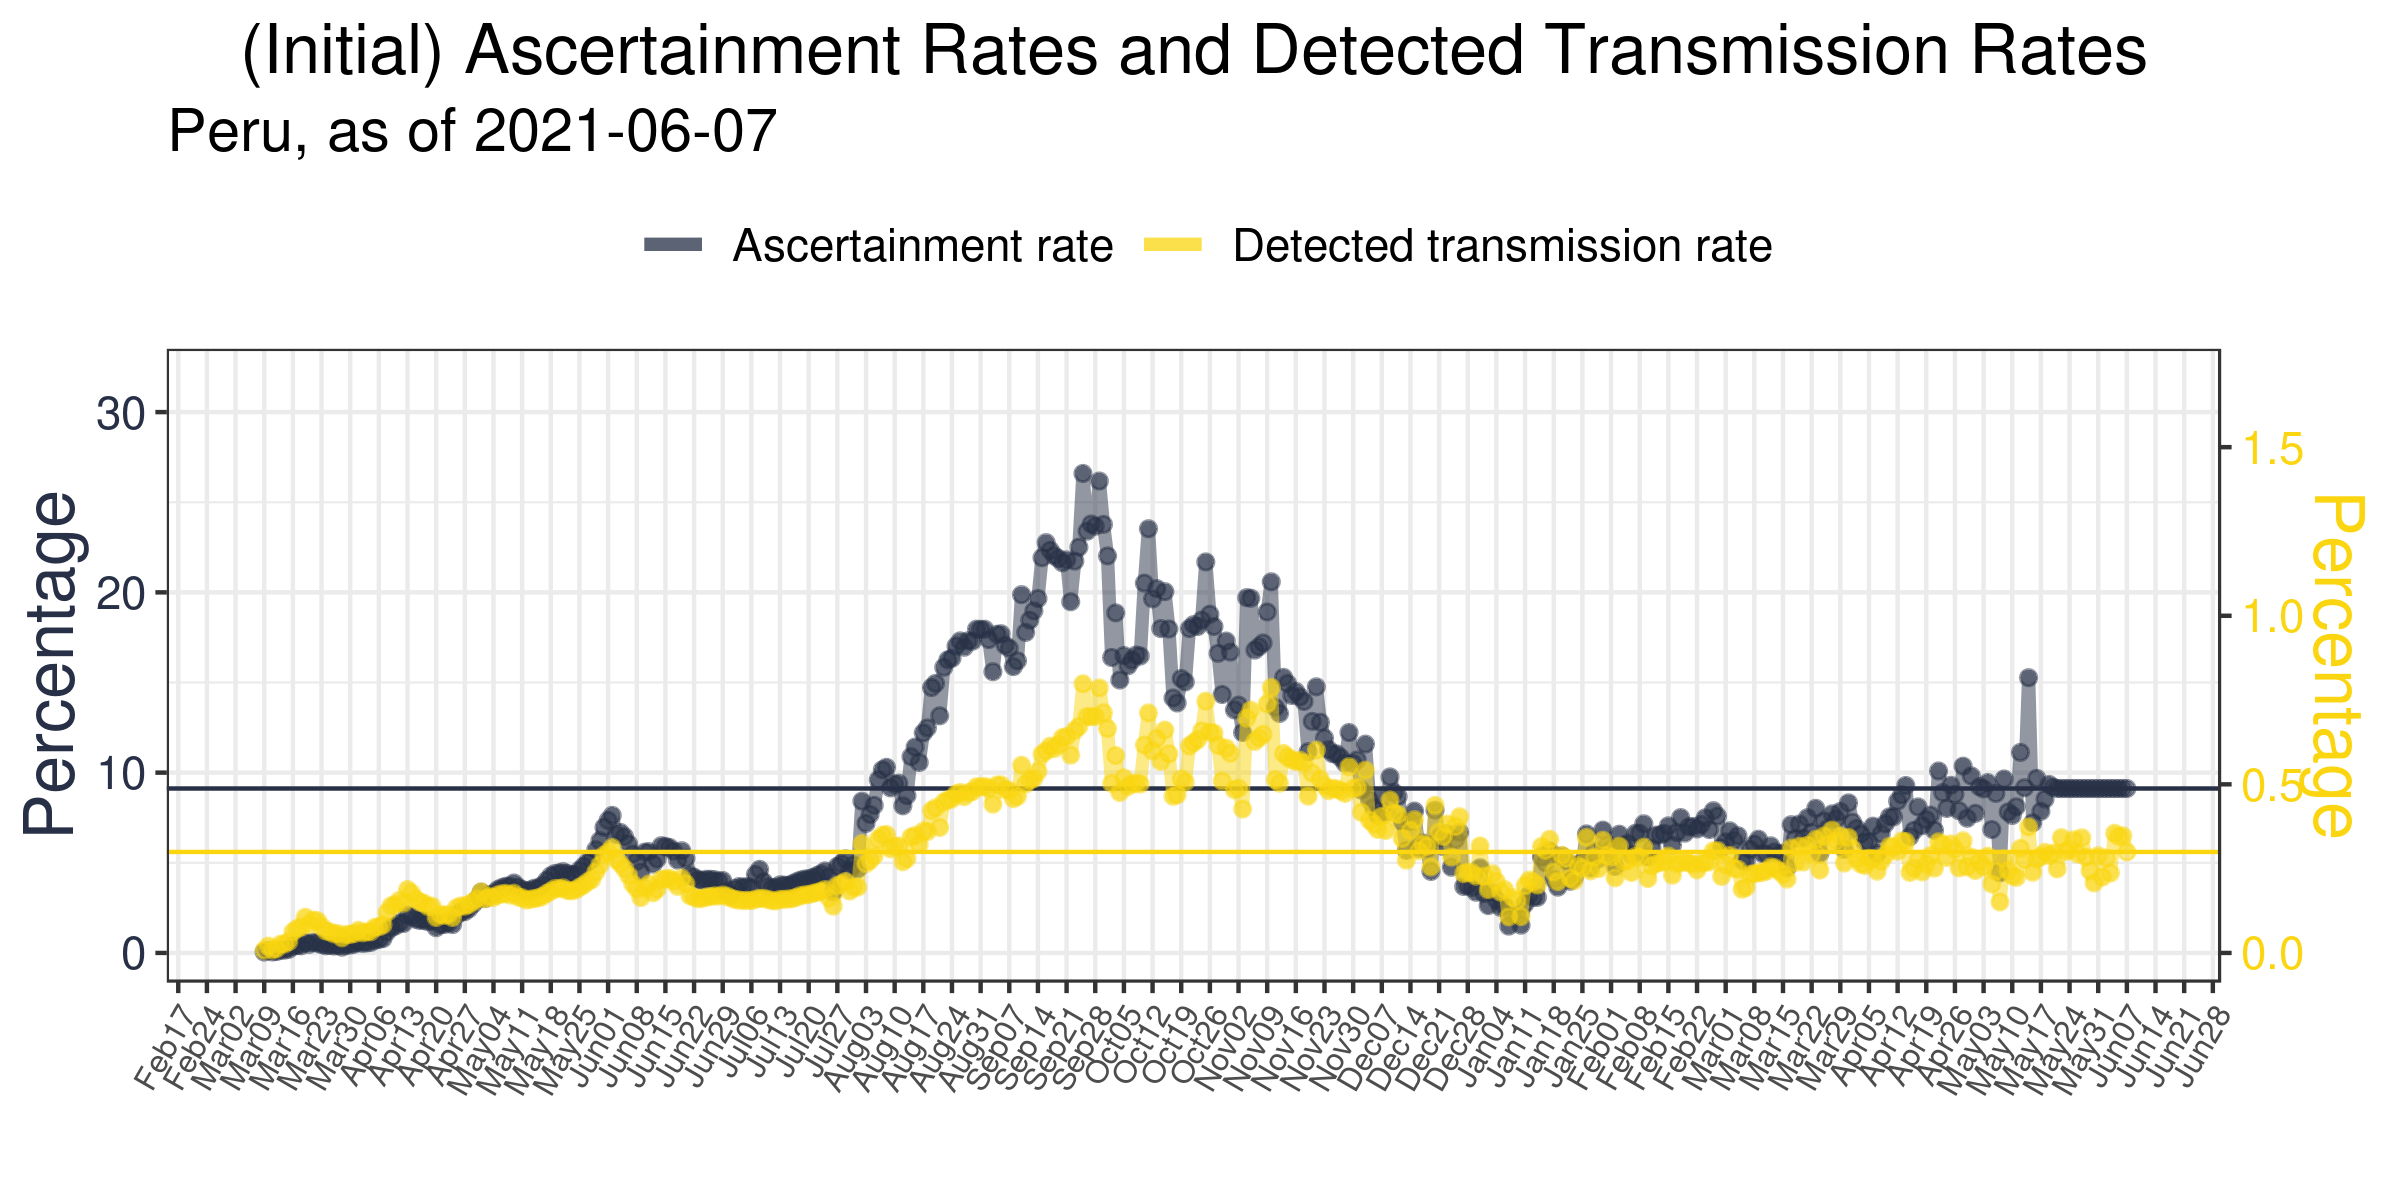 (Initial) Ascertainment Rates and Detected Transmission Rates
Peru, as of 2021-06-07
Ascertainment rate
Detected transmission rate
Percentage
30
20
10
0
1.5
1.0
0.5
0.0
Percentage
Feb17
Feb24
Mar02
Mar09
Mar16
Mar23
Mar30
Apr06
Apr13
Apr20
Apr27
May04
May11
May18
May25
Jun01
Jun08
Jun15
Jun22
Jun29
Jul06
Jul13
Jul20
Jul27
Aug03
Aug10
Aug17
Aug24
Aug31
Sep07
Sep14
Sep21
Sep28
Oct05
Oct12
Oct19
Oct26
Nov02
Nov09
Nov16
Nov23
Nov30
Dec07
Dec14
Dec21
Dec28
Jan04
Jan11
Jan18
Jan25
Feb01
Feb08
Feb15
Feb22
Mar01
Mar08
Mar15
Mar22
Mar29
Apr05
Apr12
Apr19
Apr26
May03
May10
May17
May24
May31
Jun07
Jun14
Jun21
Jun28